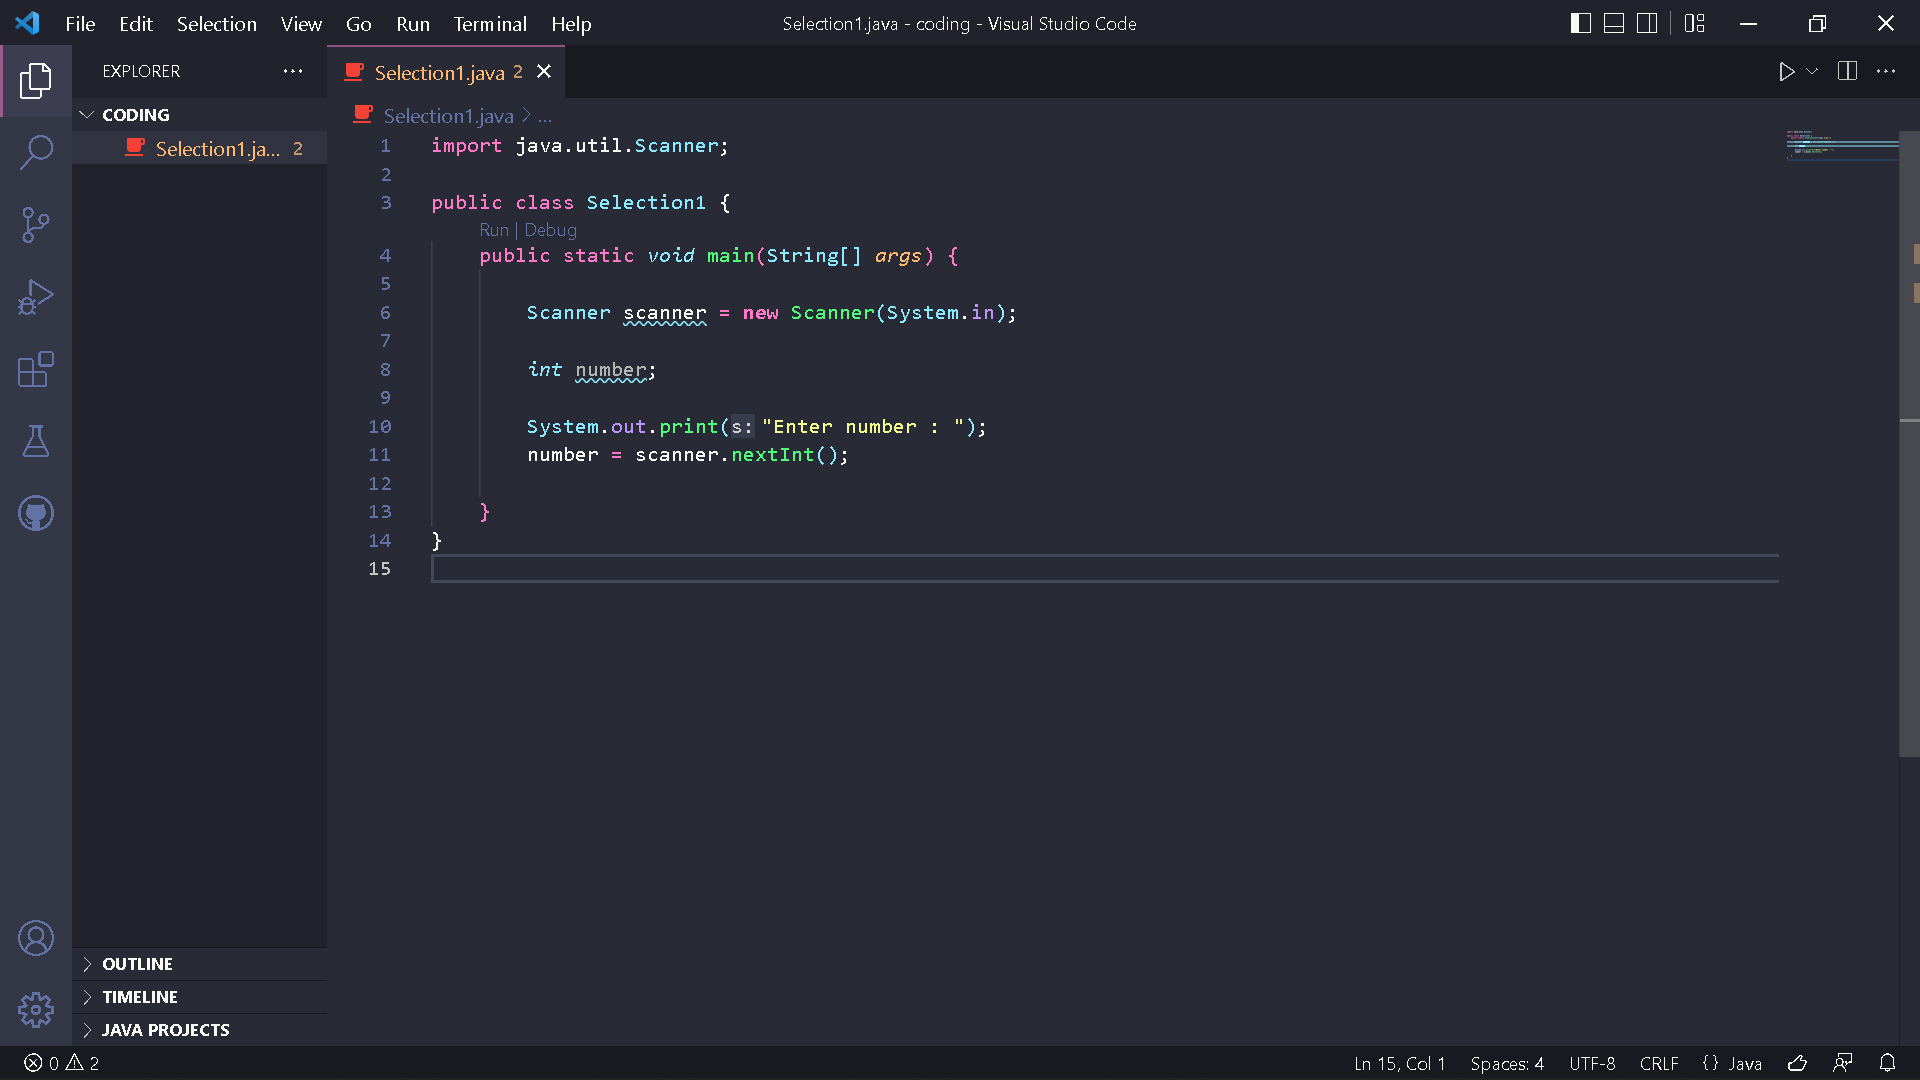 File Edit Selection View Go Run Terminal Help
Selection1.java - coding - Visual Studio Code
EXPLORER ...
Selection1.java 2
CODING
Selection1.ja... 2
Selection1.java > ...
1 import java.util.Scanner;
2
3 public class Selection1 {
Run | Debug
4 public static void main(String[] args) {
5
6 Scanner scanner = new Scanner(System.in);
7
8 int number;
9
10 System.out.print(s: "Enter number : ");
11 number = scanner.nextInt();
12
13 }
14 }
15
OUTLINE
TIMELINE
JAVA PROJECTS
0 2
Ln 15, Col 1 Spaces: 4 UTF-8 CRLF {} Java